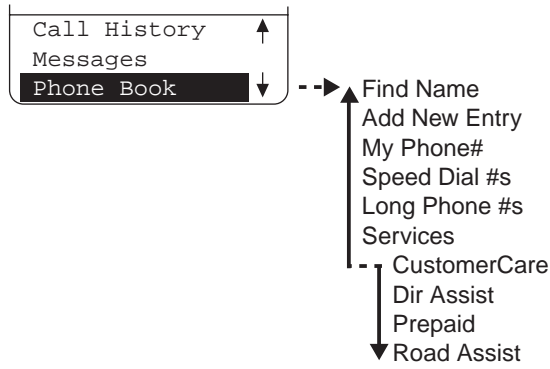 Call History
Messages
Phone Book
Find Name
Add New Entry
My Phone#
Speed Dial #s
Long Phone #s
Services
CustomerCare
Dir Assist
Prepaid
Road Assist